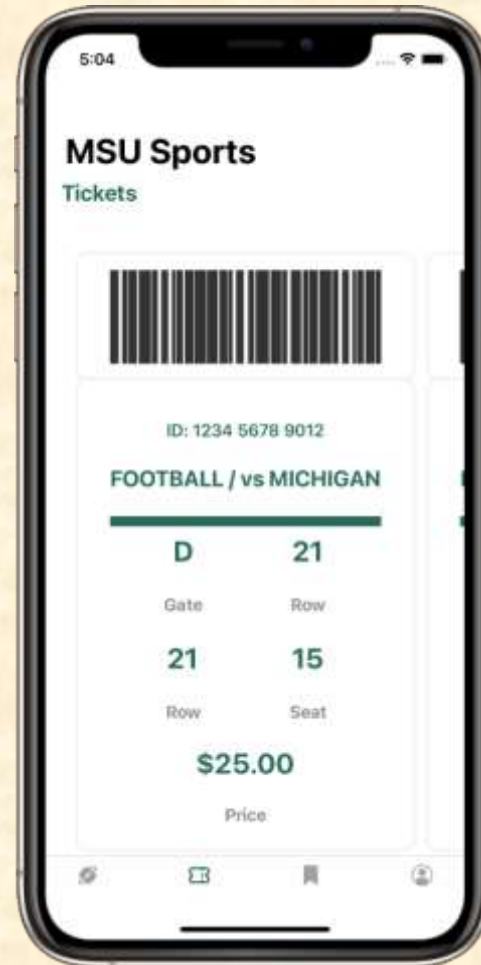 5:04
MSU Sports
Tickets
ID: 1234 5678 9012
FOOTBALL / vs MICHIGAN
D 21
Gate Row
21 15
Row Seat
$25.00
Price